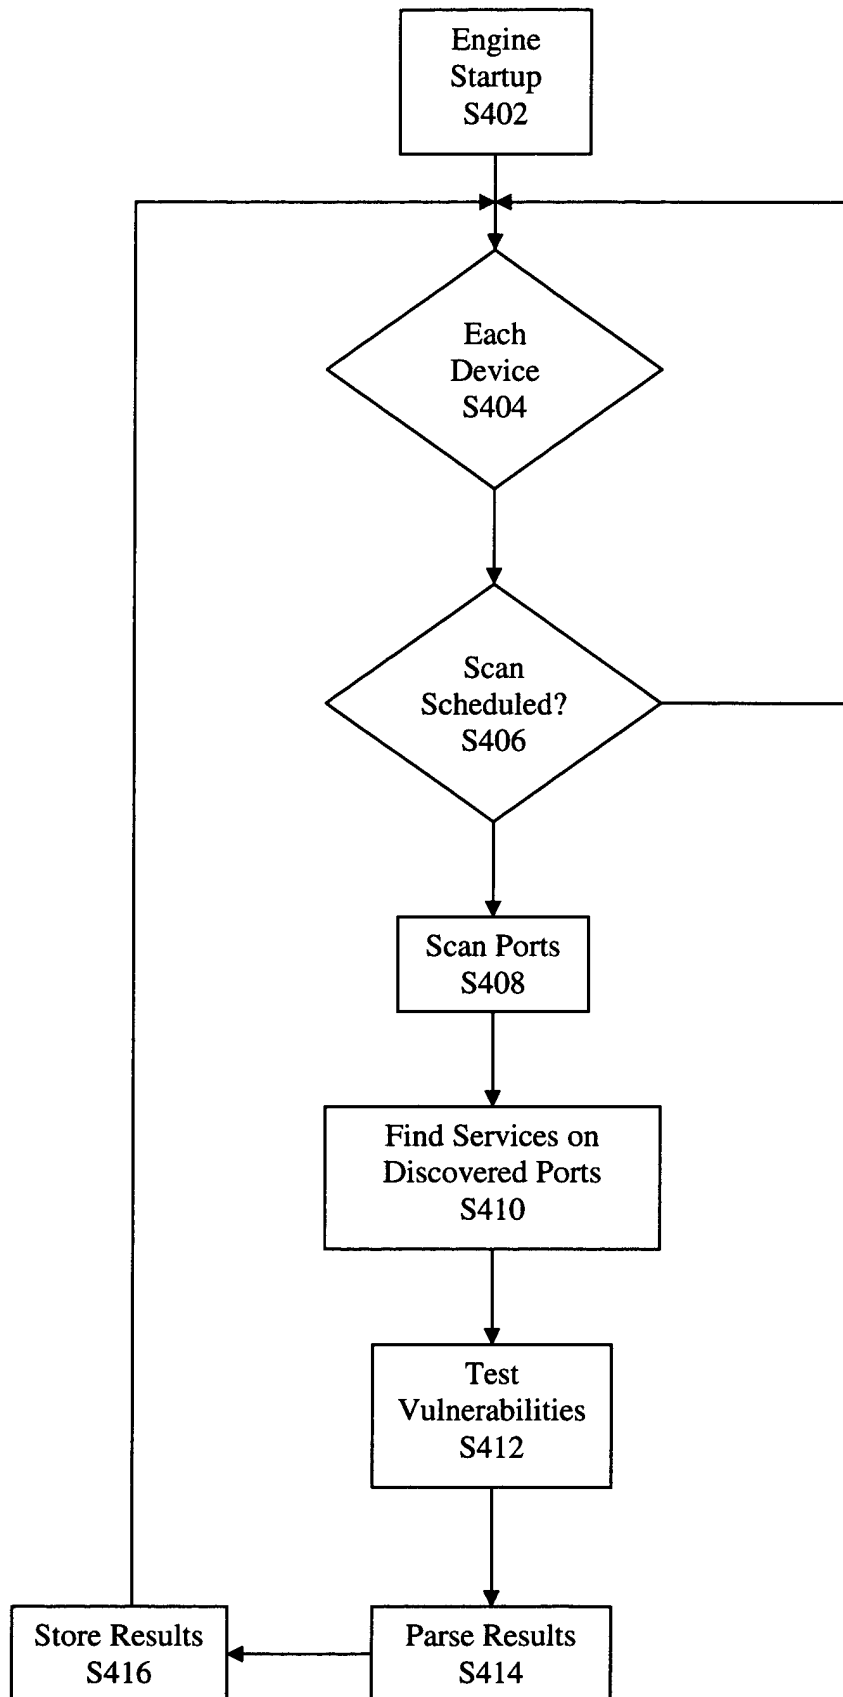 Engine
Startup
S402
Each
Device
S404
Scan
Scheduled?
S406
Scan Ports
S408
Find Services on
Discovered Ports
S410
Test
Vulnerabilities
S412
Store Results
S416
Parse Results
S414